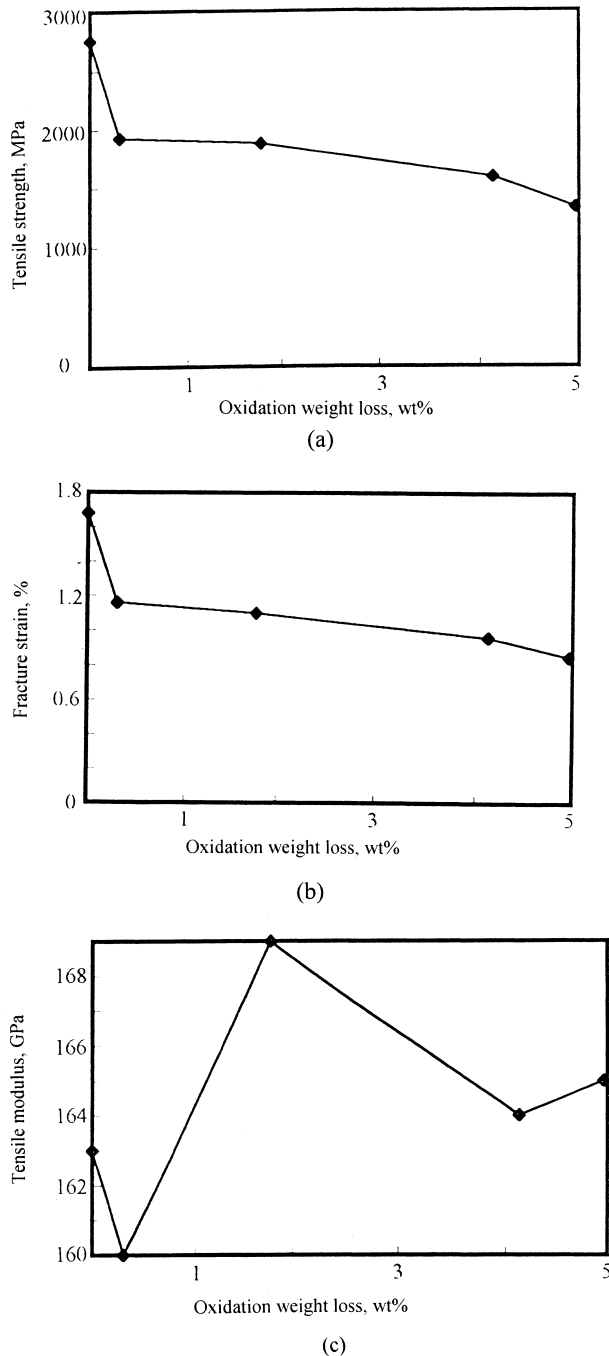 3000
2000
1000
0
Tensile strength, MPa
1 3 5
Oxidation weight loss, wt%
(a)
1.8
1.2
0.6
0
Fracture strain, %
1 3 5
Oxidation weight loss, wt%
(b)
168
166
164
162
160
Tensile modulus, GPa
1 3 5
Oxidation weight loss, wt%
(c)